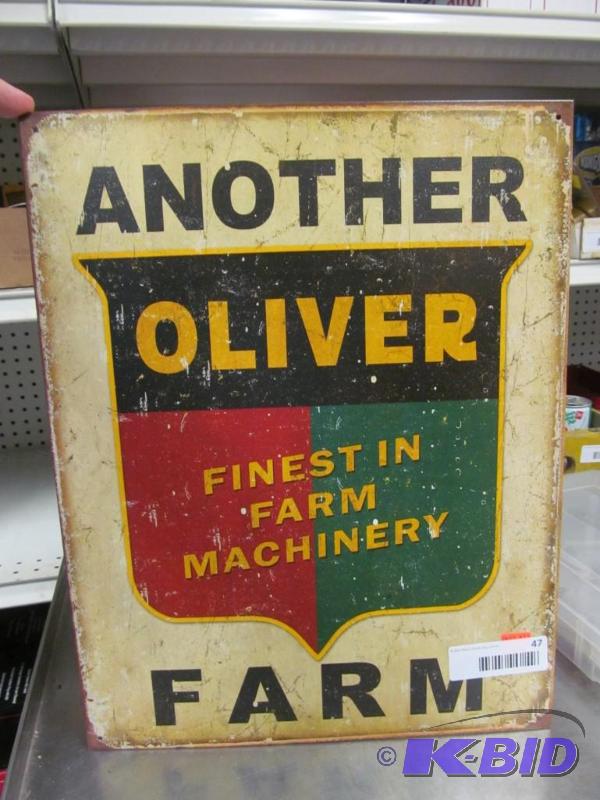 ANOTHER
OLIVER
FINEST IN
FARM
MACHINERY
FARM
47
© K-BID